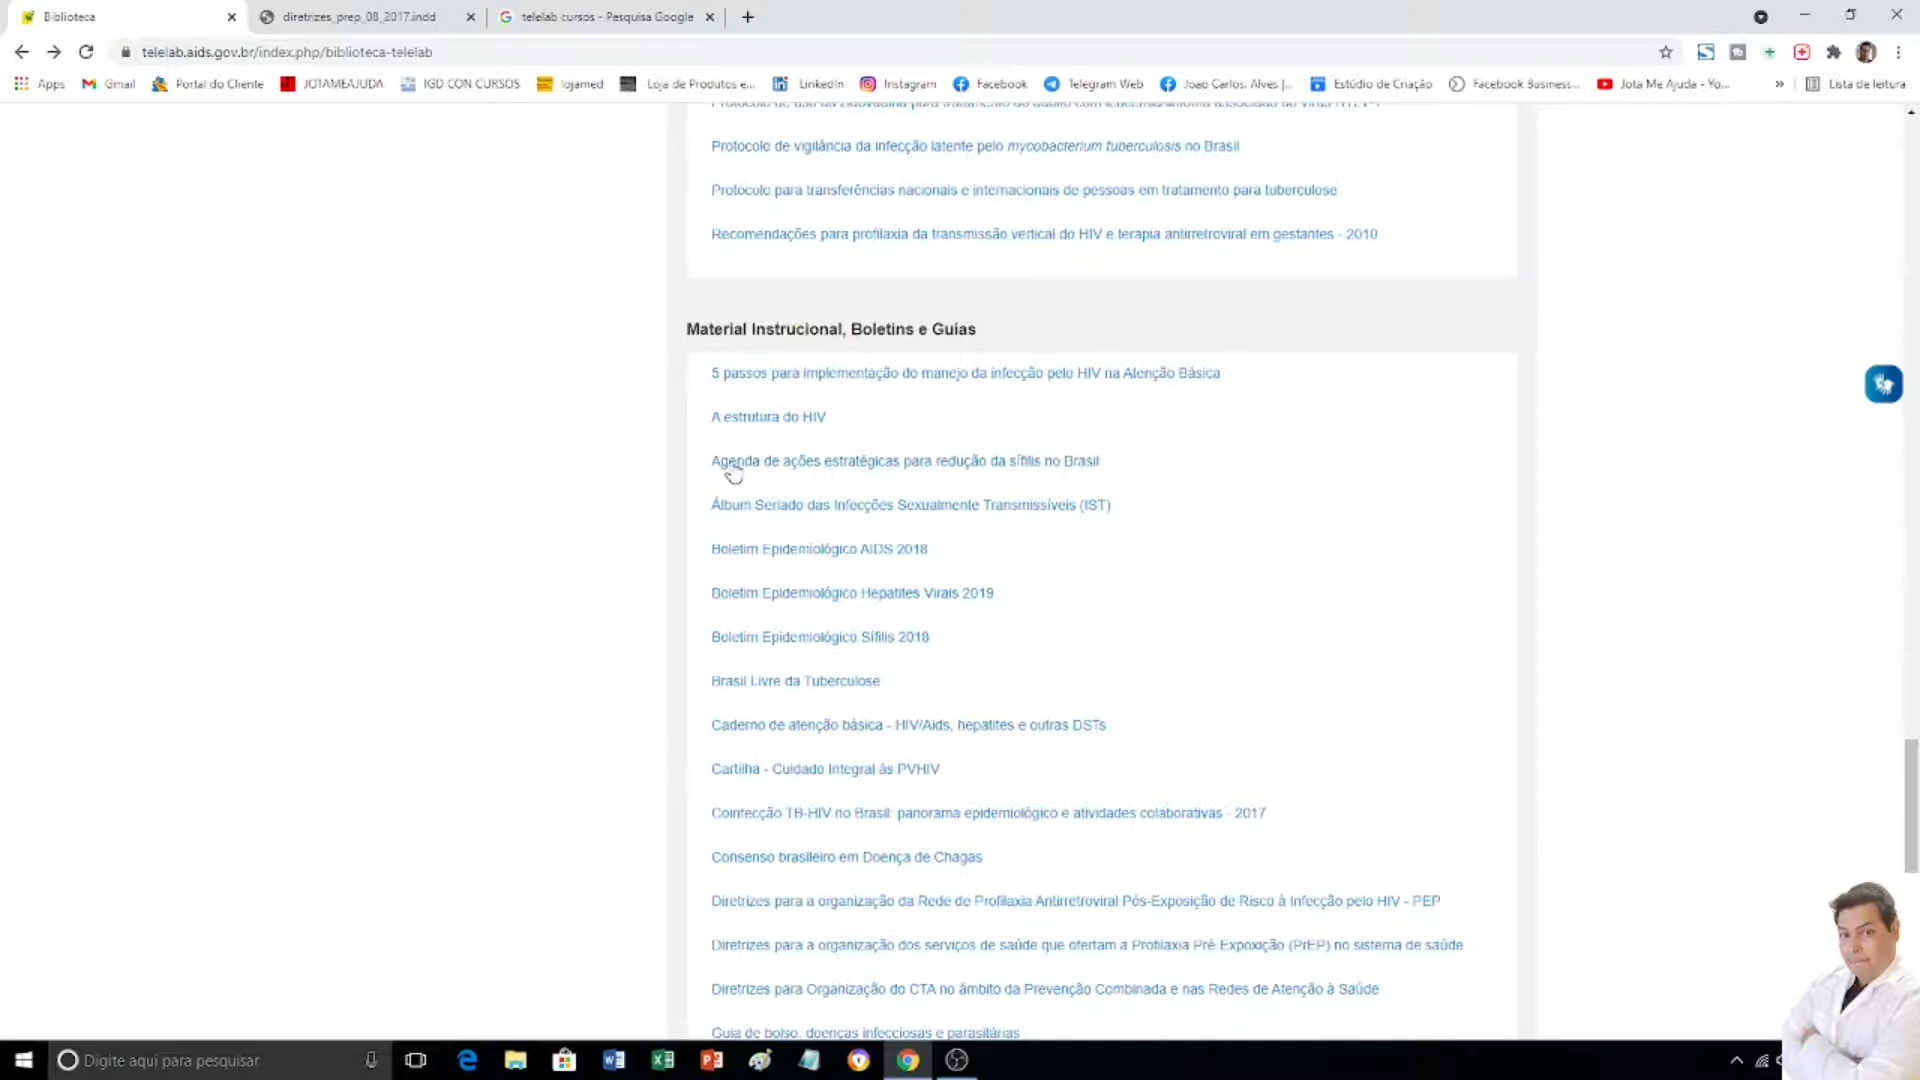 Biblioteca
diretrizes_prep_08_2017.indd
telelab cursos - Pesquisa Google
telelab.aids.gov.br/index.php/biblioteca-telelab
Apps
Gmail
Portal do Cliente
JOTAMEAJUDA
IGD CON CURSOS
lojamed
Loja de Produtos e...
LinkedIn
Instagram
Facebook
Telegram Web
Joao Carlos. Alves |...
Estúdio de Criação
Facebook Business...
Jota Me Ajuda - Yo...
»
Lista de leitura
Protocolo de vigilância da infecção latente pelo mycobacterium tuberculosis no Brasil
Protocolo para transferências nacionais e internacionais de pessoas em tratamento para tuberculose
Recomendações para profilaxia da transmissão vertical do HIV e terapia antirretroviral em gestantes - 2010
Material Instrucional, Boletins e Guias
5 passos para implementação do manejo da infecção pelo HIV na Atenção Básica
A estrutura do HIV
Agenda de ações estratégicas para redução da sífilis no Brasil
Álbum Seriado das Infecções Sexualmente Transmissíveis (IST)
Boletim Epidemiológico AIDS 2018
Boletim Epidemiológico Hepatites Virais 2019
Boletim Epidemiológico Sífilis 2018
Brasil Livre da Tuberculose
Caderno de atenção básica - HIV/Aids, hepatites e outras DSTs
Cartilha - Cuidado Integral às PVHIV
Coinfecção TB-HIV no Brasil: panorama epidemiológico e atividades colaborativas - 2017
Consenso brasileiro em Doença de Chagas
Diretrizes para a organização da Rede de Profilaxia Antirretroviral Pós-Exposição de Risco à Infecção pelo HIV - PEP
Diretrizes para a organização dos serviços de saúde que ofertam a Profilaxia Pré Expoxição (PrEP) no sistema de saúde
Diretrizes para Organização do CTA no âmbito da Prevenção Combinada e nas Redes de Atenção à Saúde
Guia de bolso. doenças infecciosas e parasitárias
Digite aqui para pesquisar